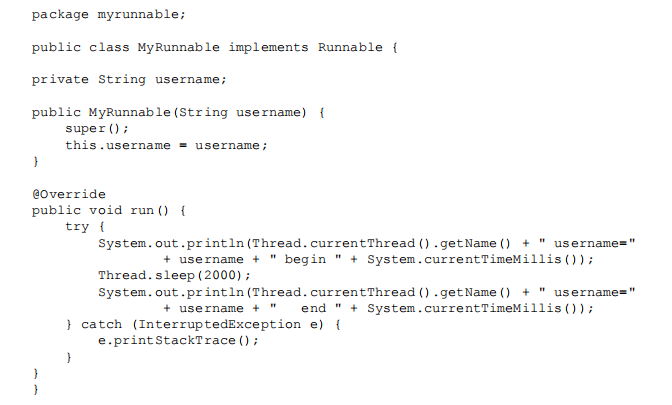 package myrunnable;

public class MyRunnable implements Runnable {

private String username;

public MyRunnable(String username) {
    super();
    this.username = username;
}

@Override
public void run() {
    try {
        System.out.println(Thread.currentThread().getName() + " username="
                + username + " begin " + System.currentTimeMillis());
        Thread.sleep(2000);
        System.out.println(Thread.currentThread().getName() + " username="
                + username + "   end " + System.currentTimeMillis());
    } catch (InterruptedException e) {
        e.printStackTrace();
    }
}
}